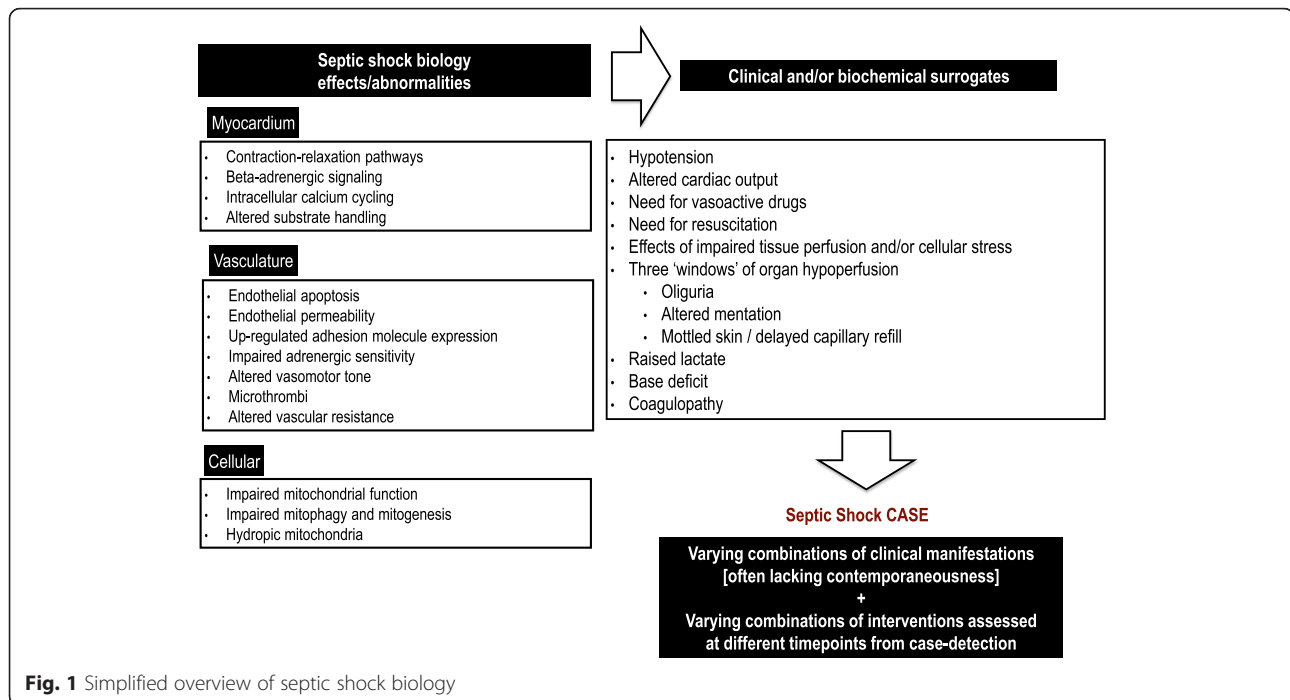 Septic shock biology
effects/abnormalities
Myocardium
· Contraction-relaxation pathways
· Beta-adrenergic signaling
· Intracellular calcium cycling
· Altered substrate handling
Vasculature
· Endothelial apoptosis
· Endothelial permeability
· Up-regulated adhesion molecule expression
· Impaired adrenergic sensitivity
· Altered vasomotor tone
· Microthrombi
· Altered vascular resistance
Cellular
· Impaired mitochondrial function
· Impaired mitophagy and mitogenesis
· Hydropic mitochondria
Clinical and/or biochemical surrogates
· Hypotension
· Altered cardiac output
· Need for vasoactive drugs
· Need for resuscitation
· Effects of impaired tissue perfusion and/or cellular stress
· Three 'windows' of organ hypoperfusion
· Oliguria
· Altered mentation
· Mottled skin / delayed capillary refill
· Raised lactate
· Base deficit
· Coagulopathy
Septic Shock CASE
Varying combinations of clinical manifestations
[often lacking contemporaneousness]
+
Varying combinations of interventions assessed
at different timepoints from case-detection
Fig. 1 Simplified overview of septic shock biology